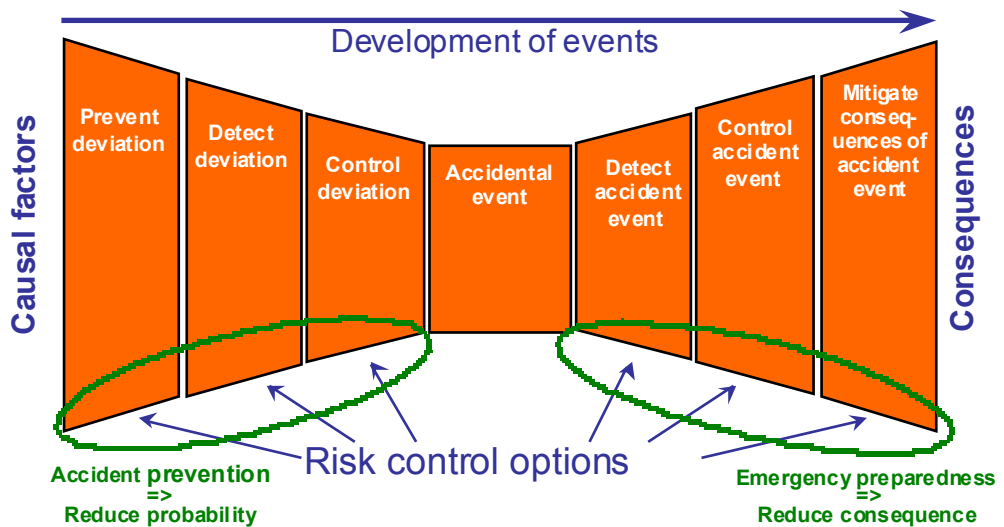 Development of events
Causal factors
Prevent
deviation
Detect
deviation
Control
deviation
Accidental
event
Detect
accident
event
Control
accident
event
Mitigate
conseq-
uences of
accident
event
Consequences
Risk control options
Accident prevention
=>
Reduce probability
Emergency preparedness
=>
Reduce consequence